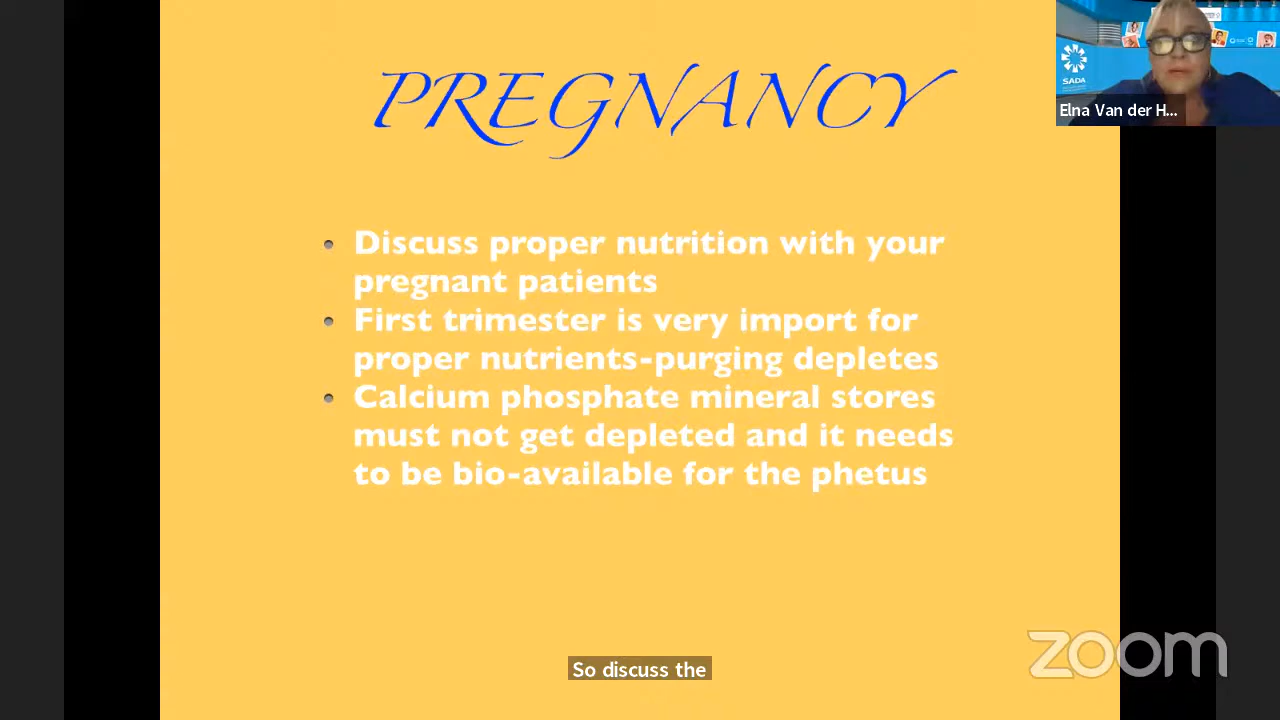 PREGNANCY
SADA
Elna Van der H...
• Discuss proper nutrition with your
pregnant patients
• First trimester is very import for
proper nutrients-purging depletes
• Calcium phosphate mineral stores
must not get depleted and it needs
to be bio-available for the phetus
So discuss the
zoom